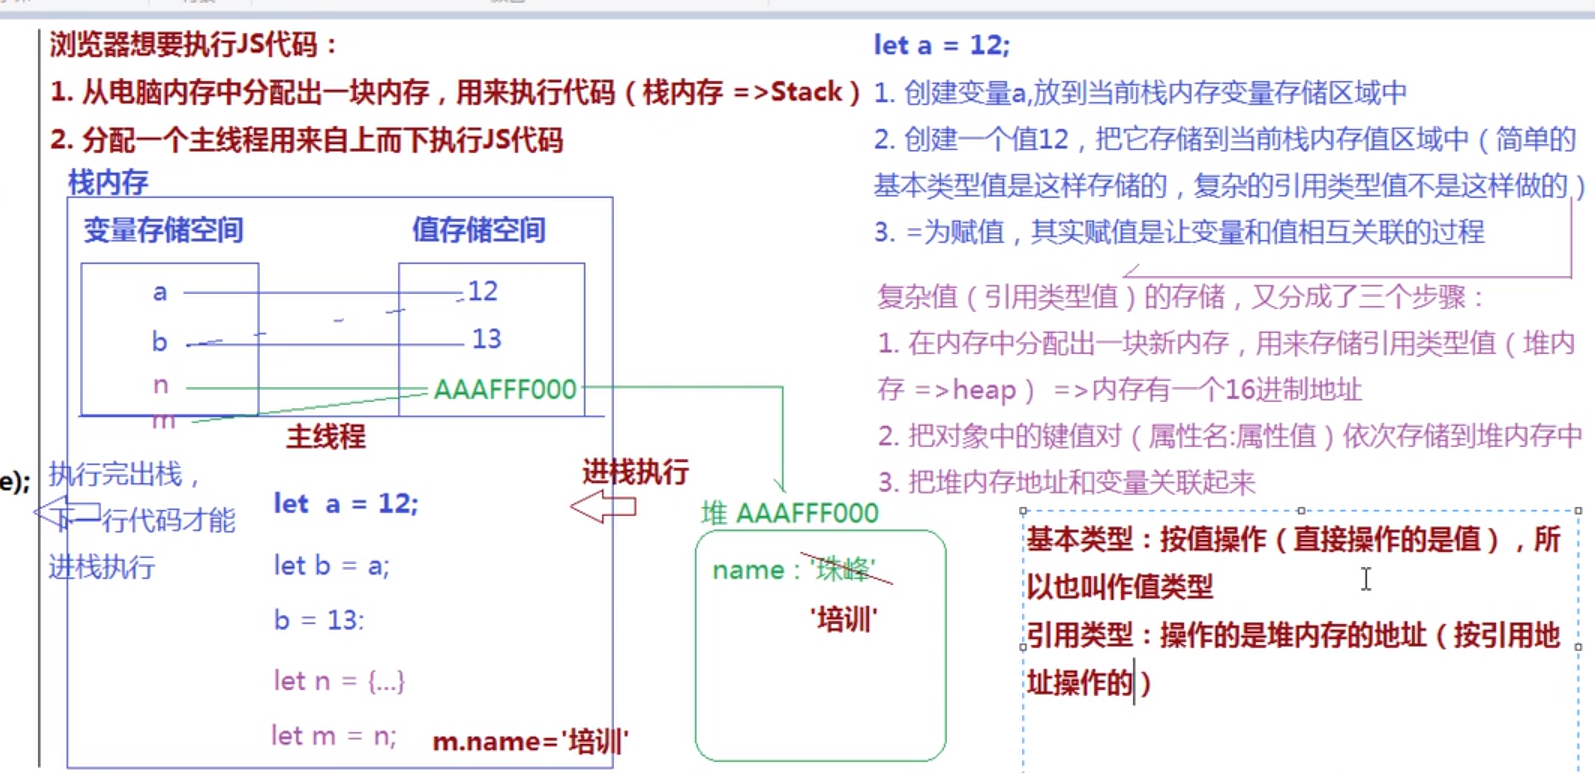 浏览器想要执行JS代码：
1. 从电脑内存中分配出一块内存，用来执行代码（栈内存 =>Stack）
2. 分配一个主线程用来自上而下执行JS代码
栈内存
变量存储空间
值存储空间
a
12
b
13
n
AAAFFF000
m
主线程
e);
执行完出栈，
下一行代码才能
进栈执行
进栈执行
let a = 12;
let b = a;
b = 13:
let n = {...}
let m = n;
m.name='培训'
堆 AAAFFF000
name：'珠峰'
'培训'
let a = 12;
1. 创建变量a,放到当前栈内存变量存储区域中
2. 创建一个值12，把它存储到当前栈内存值区域中（简单的
基本类型值是这样存储的，复杂的引用类型值不是这样做的）
3. =为赋值，其实赋值是让变量和值相互关联的过程
复杂值（引用类型值）的存储，又分成了三个步骤：
1. 在内存中分配出一块新内存，用来存储引用类型值（堆内
存 =>heap） =>内存有一个16进制地址
2. 把对象中的键值对（属性名:属性值）依次存储到堆内存中
3. 把堆内存地址和变量关联起来
基本类型：按值操作（直接操作的是值），所
以也叫作值类型
引用类型：操作的是堆内存的地址（按引用地
址操作的）